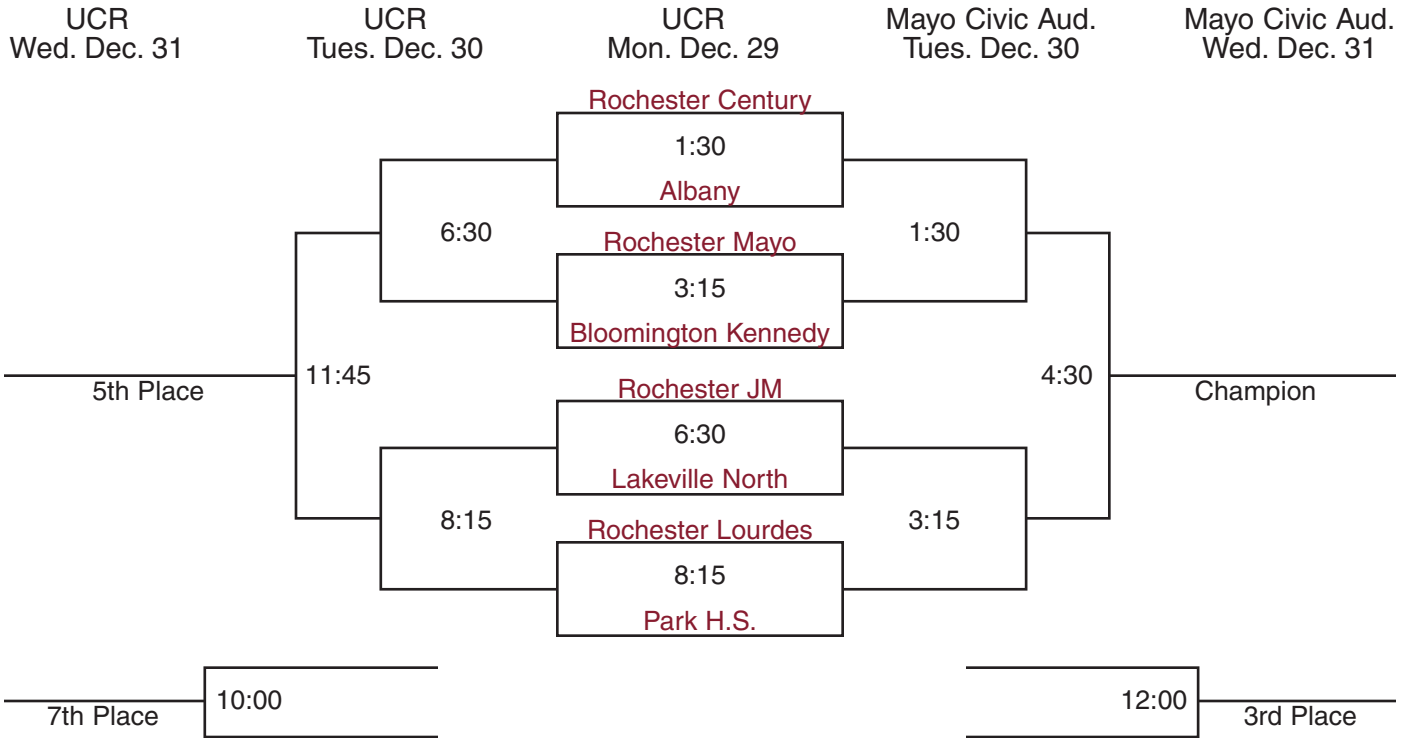 UCR
Wed. Dec. 31
UCR
Tues. Dec. 30
UCR
Mon. Dec. 29
Mayo Civic Aud.
Tues. Dec. 30
Mayo Civic Aud.
Wed. Dec. 31
Rochester Century
1:30
Albany
6:30
Rochester Mayo
1:30
3:15
Bloomington Kennedy
11:45
5th Place
Rochester JM
4:30
Champion
6:30
Lakeville North
8:15
Rochester Lourdes
3:15
8:15
Park H.S.
10:00
7th Place
12:00
3rd Place